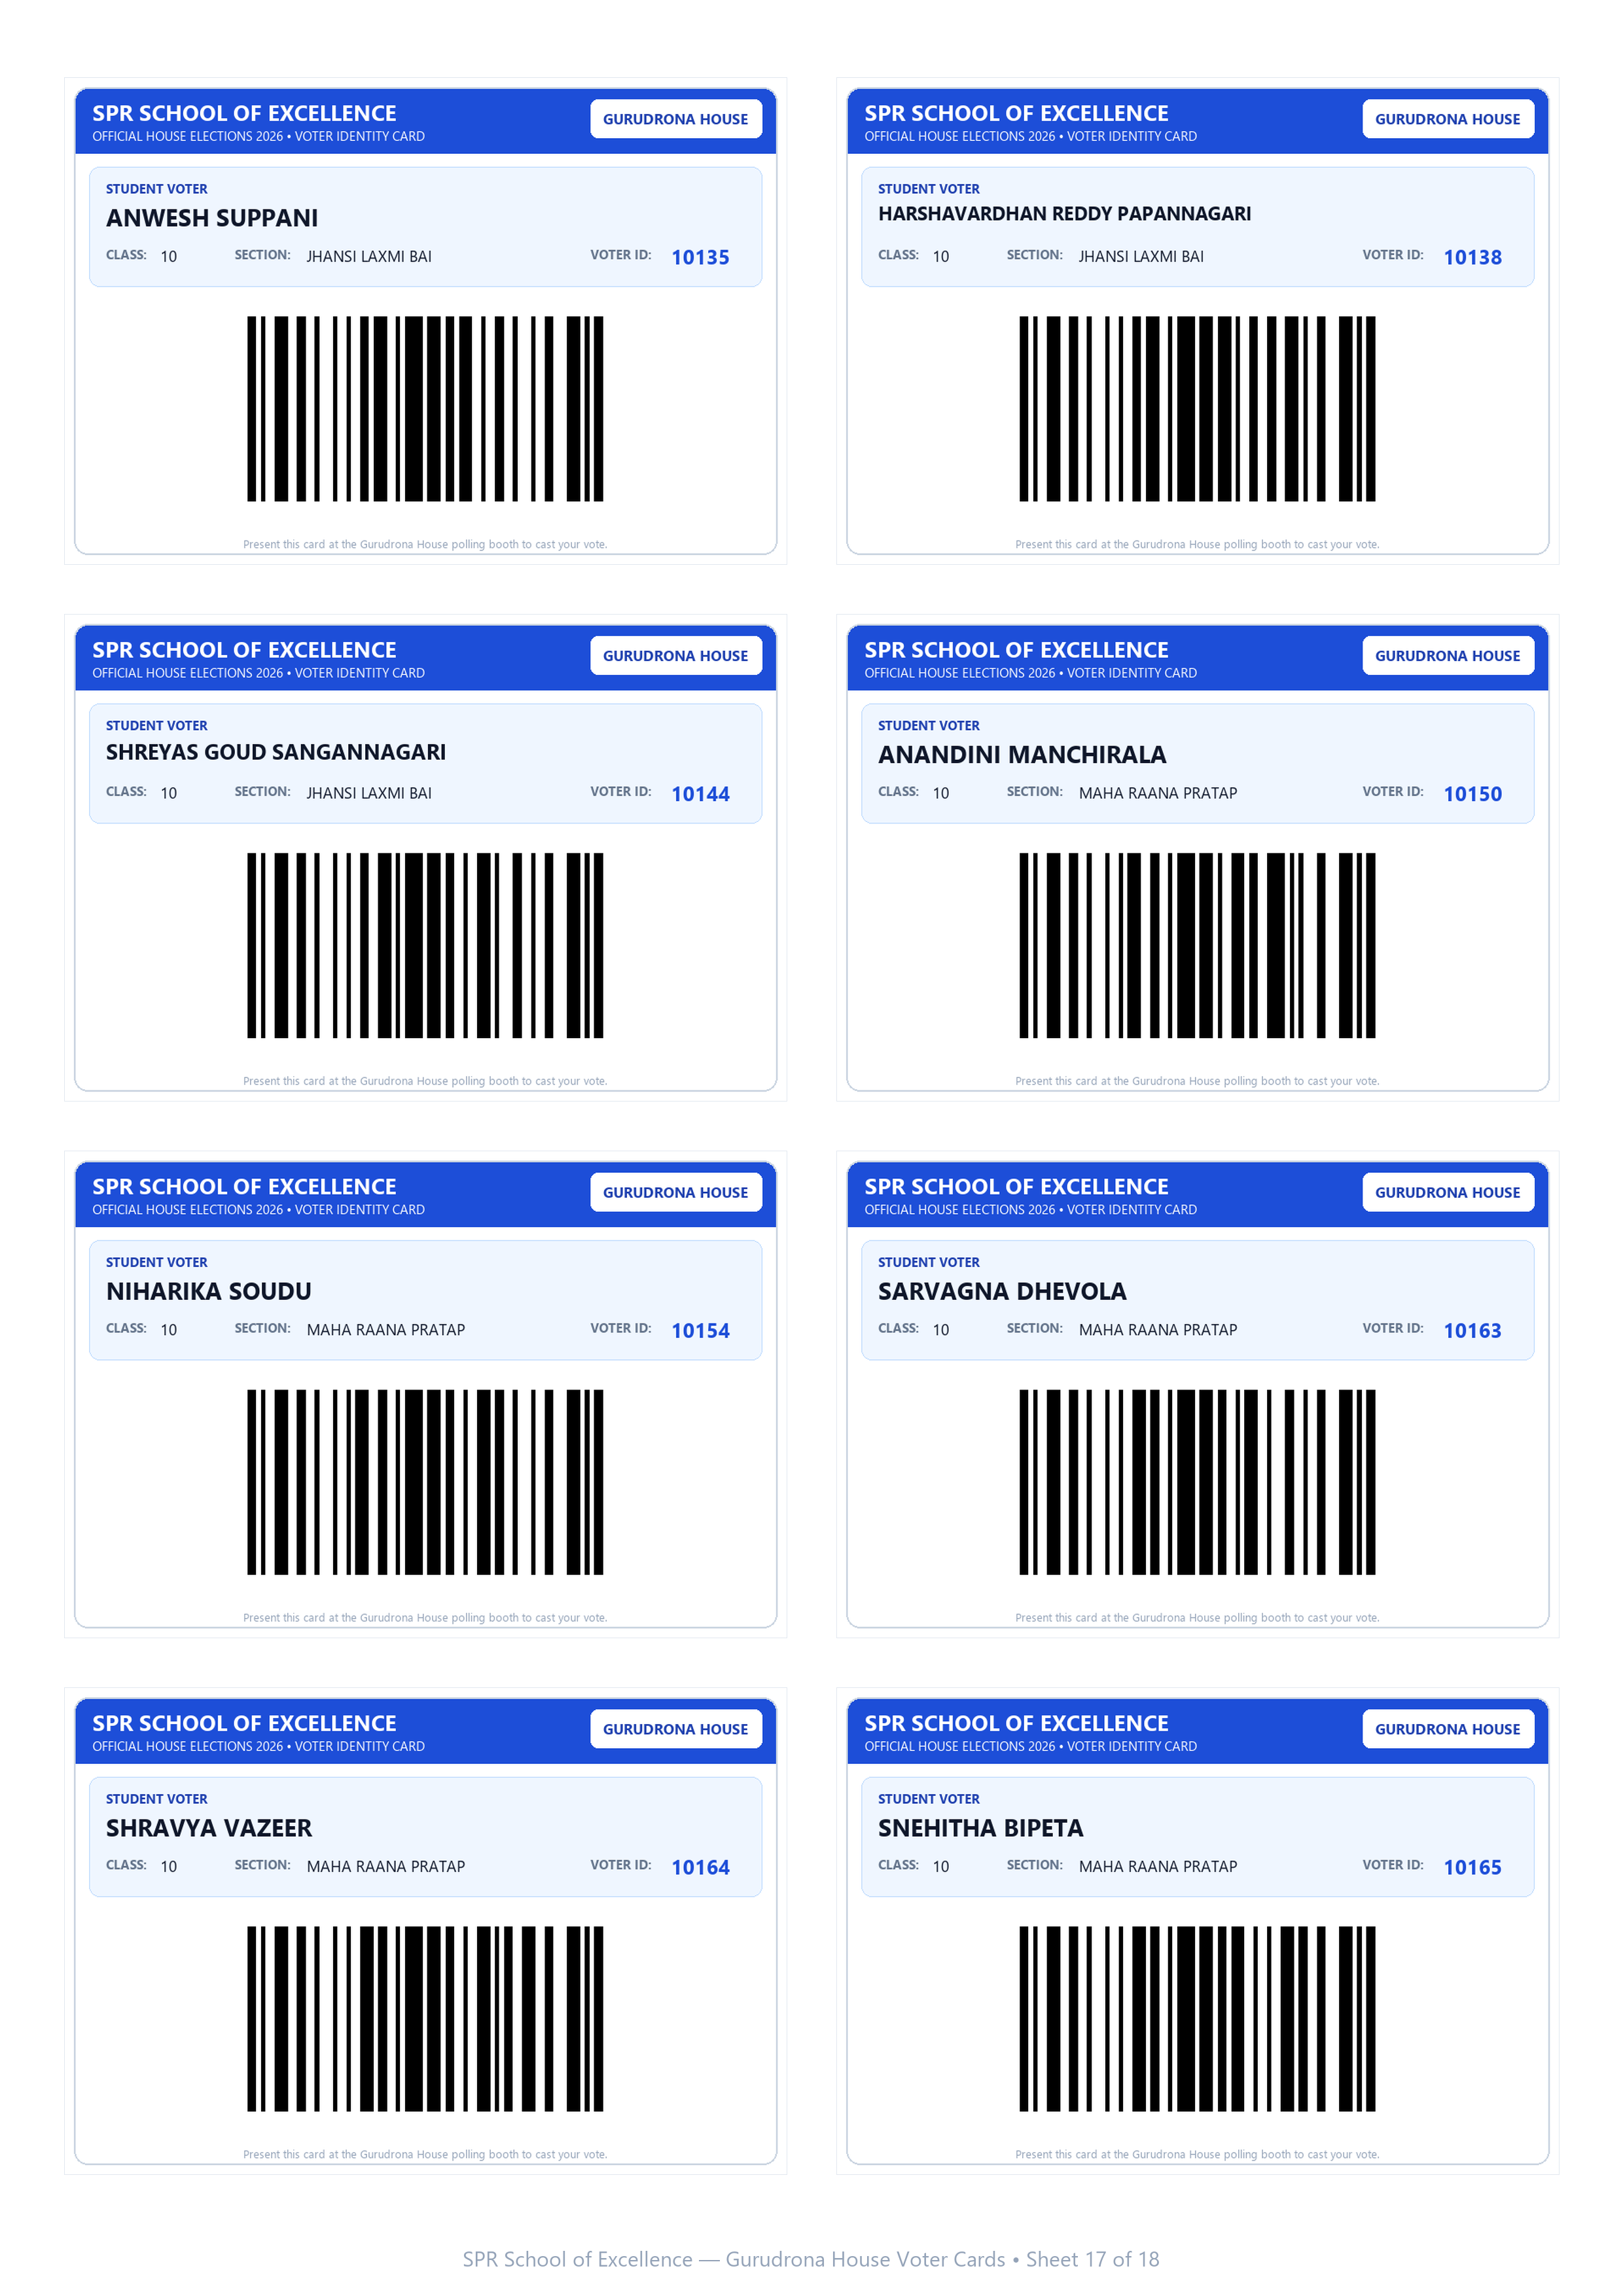 SPR SCHOOL OF EXCELLENCE
OFFICIAL HOUSE ELECTIONS 2026 • VOTER IDENTITY CARD
GURUDRONA HOUSE
STUDENT VOTER
ANWESH SUPPANI
CLASS: 10 SECTION: JHANSI LAXMI BAI VOTER ID: 10135
Present this card at the Gurudrona House polling booth to cast your vote.
SPR SCHOOL OF EXCELLENCE
OFFICIAL HOUSE ELECTIONS 2026 • VOTER IDENTITY CARD
GURUDRONA HOUSE
STUDENT VOTER
HARSHAVARDHAN REDDY PAPANNAGARI
CLASS: 10 SECTION: JHANSI LAXMI BAI VOTER ID: 10138
Present this card at the Gurudrona House polling booth to cast your vote.
SPR SCHOOL OF EXCELLENCE
OFFICIAL HOUSE ELECTIONS 2026 • VOTER IDENTITY CARD
GURUDRONA HOUSE
STUDENT VOTER
SHREYAS GOUD SANGANNAGARI
CLASS: 10 SECTION: JHANSI LAXMI BAI VOTER ID: 10144
Present this card at the Gurudrona House polling booth to cast your vote.
SPR SCHOOL OF EXCELLENCE
OFFICIAL HOUSE ELECTIONS 2026 • VOTER IDENTITY CARD
GURUDRONA HOUSE
STUDENT VOTER
ANANDINI MANCHIRALA
CLASS: 10 SECTION: MAHA RAANA PRATAP VOTER ID: 10150
Present this card at the Gurudrona House polling booth to cast your vote.
SPR SCHOOL OF EXCELLENCE
OFFICIAL HOUSE ELECTIONS 2026 • VOTER IDENTITY CARD
GURUDRONA HOUSE
STUDENT VOTER
NIHARIKA SOUDU
CLASS: 10 SECTION: MAHA RAANA PRATAP VOTER ID: 10154
Present this card at the Gurudrona House polling booth to cast your vote.
SPR SCHOOL OF EXCELLENCE
OFFICIAL HOUSE ELECTIONS 2026 • VOTER IDENTITY CARD
GURUDRONA HOUSE
STUDENT VOTER
SARVAGNA DHEVOLA
CLASS: 10 SECTION: MAHA RAANA PRATAP VOTER ID: 10163
Present this card at the Gurudrona House polling booth to cast your vote.
SPR SCHOOL OF EXCELLENCE
OFFICIAL HOUSE ELECTIONS 2026 • VOTER IDENTITY CARD
GURUDRONA HOUSE
STUDENT VOTER
SHRAVYA VAZEER
CLASS: 10 SECTION: MAHA RAANA PRATAP VOTER ID: 10164
Present this card at the Gurudrona House polling booth to cast your vote.
SPR SCHOOL OF EXCELLENCE
OFFICIAL HOUSE ELECTIONS 2026 • VOTER IDENTITY CARD
GURUDRONA HOUSE
STUDENT VOTER
SNEHITHA BIPETA
CLASS: 10 SECTION: MAHA RAANA PRATAP VOTER ID: 10165
Present this card at the Gurudrona House polling booth to cast your vote.
SPR School of Excellence — Gurudrona House Voter Cards • Sheet 17 of 18